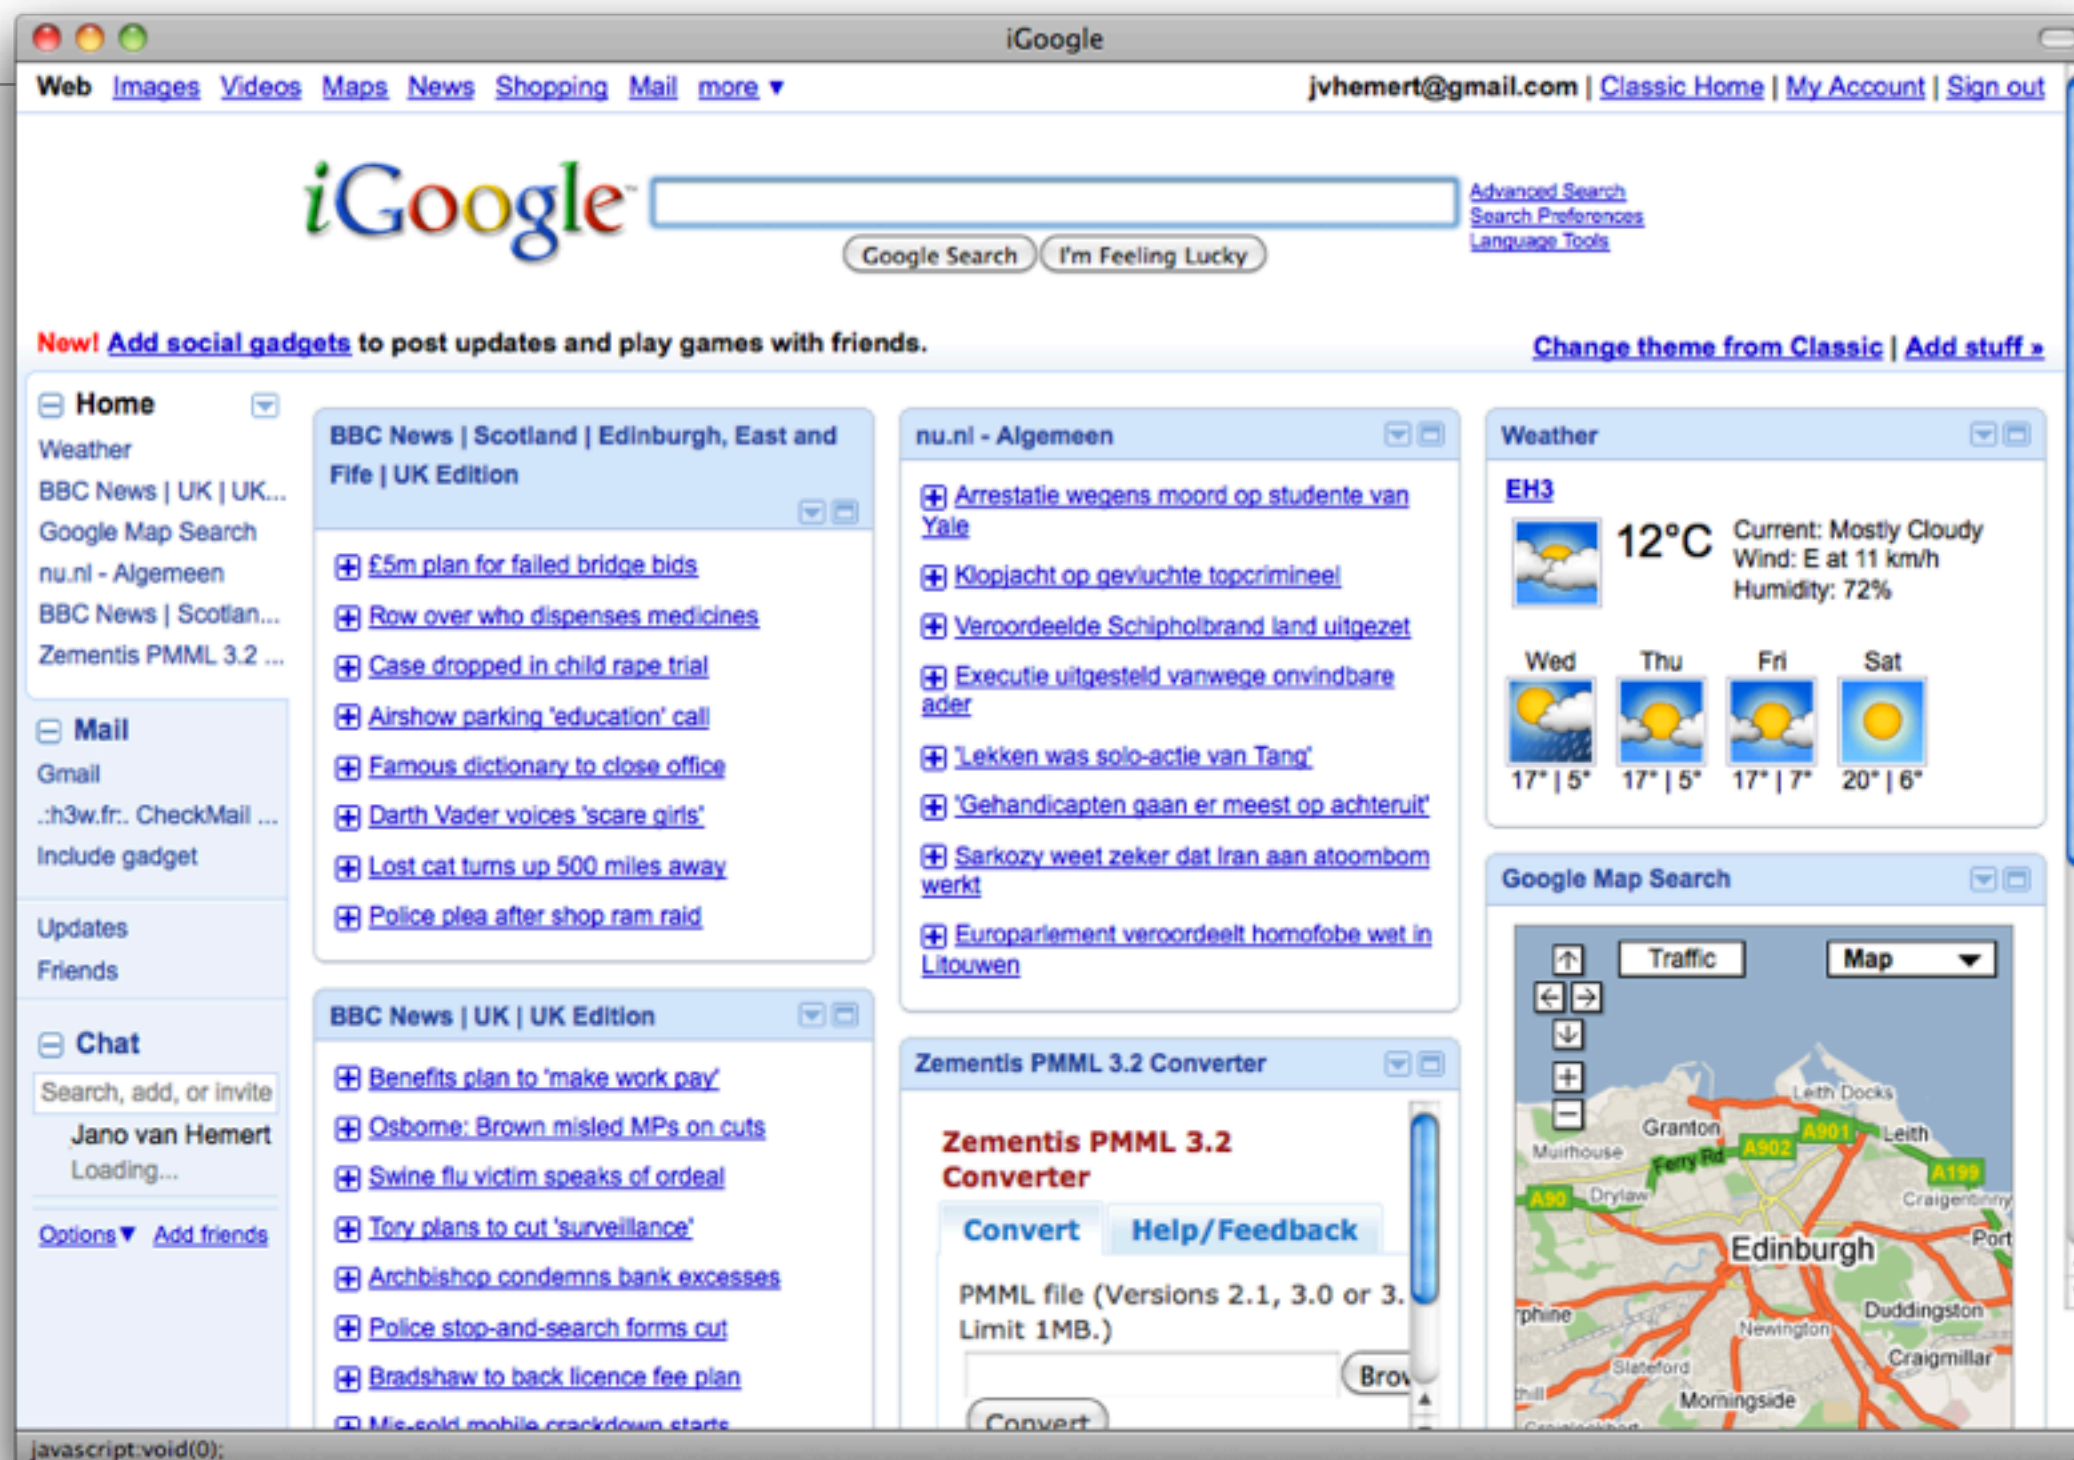 iGoogle
Web Images Videos Maps News Shopping Mail more ▼
jvhemert@gmail.com | Classic Home | My Account | Sign out
iGoogle™
Advanced Search
Search Preferences
Language Tools
Google Search I'm Feeling Lucky
New! Add social gadgets to post updates and play games with friends.
Change theme from Classic | Add stuff »
Home
Weather
BBC News | UK | UK...
Google Map Search
nu.nl - Algemeen
BBC News | Scotlan...
Zementis PMML 3.2 ...
Mail
Gmail
.:h3w.fr:. CheckMail ...
Include gadget
Updates
Friends
Chat
Search, add, or invite
Jano van Hemert
Loading...
Options▼ Add friends
BBC News | Scotland | Edinburgh, East and
Fife | UK Edition
£5m plan for failed bridge bids
Row over who dispenses medicines
Case dropped in child rape trial
Airshow parking 'education' call
Famous dictionary to close office
Darth Vader voices 'scare girls'
Lost cat turns up 500 miles away
Police plea after shop ram raid
BBC News | UK | UK Edition
Benefits plan to 'make work pay'
Osborne: Brown misled MPs on cuts
Swine flu victim speaks of ordeal
Tory plans to cut 'surveillance'
Archbishop condemns bank excesses
Police stop-and-search forms cut
Bradshaw to back licence fee plan
Mis-sold mobile crackdown starts
nu.nl - Algemeen
Arrestatie wegens moord op studente van
Yale
Klopjacht op gevluchte topcrimineel
Veroordeelde Schipholbrand land uitgezet
Executie uitgesteld vanwege onvindbare
ader
'Lekken was solo-actie van Tang'
'Gehandicapten gaan er meest op achteruit'
Sarkozy weet zeker dat Iran aan atoombom
werkt
Europarlement veroordeelt homofobe wet in
Litouwen
Zementis PMML 3.2 Converter
Zementis PMML 3.2
Converter
Convert Help/Feedback
PMML file (Versions 2.1, 3.0 or 3.
Limit 1MB.)
Brow
Convert
Weather
EH3
12°C
Current: Mostly Cloudy
Wind: E at 11 km/h
Humidity: 72%
Wed Thu Fri Sat
17° | 5° 17° | 5° 17° | 7° 20° | 6°
Google Map Search
Traffic Map
Leith Docks
Granton A902 A901 Leith
Muirhouse Ferry Rd A199
A90 Drylaw Craigentinny
Edinburgh Port
rphine Duddingston
Newington
Slateford Craigmillar
thill Morningside
javascript:void(0);